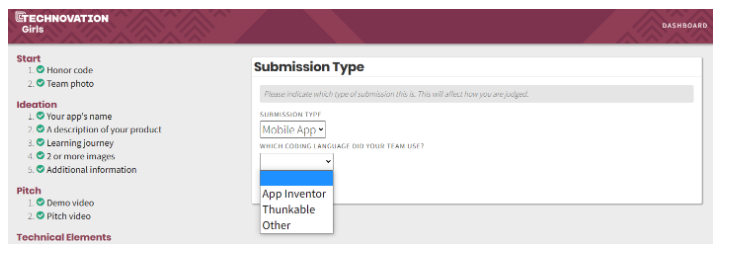 TECHNOVATION
Girls
DASHBOARD
Start
1. Honor code
2. Team photo
Ideation
1. Your app's name
2. A description of your product
3. Learning journey
4. 2 or more images
5. Additional information
Pitch
1. Demo video
2. Pitch video
Technical Elements
Submission Type
Please indicate which type of submission this is. This will affect how you are judged.
SUBMISSION TYPE
Mobile App
WHICH CODING LANGUAGE DID YOUR TEAM USE?
App Inventor
Thunkable
Other